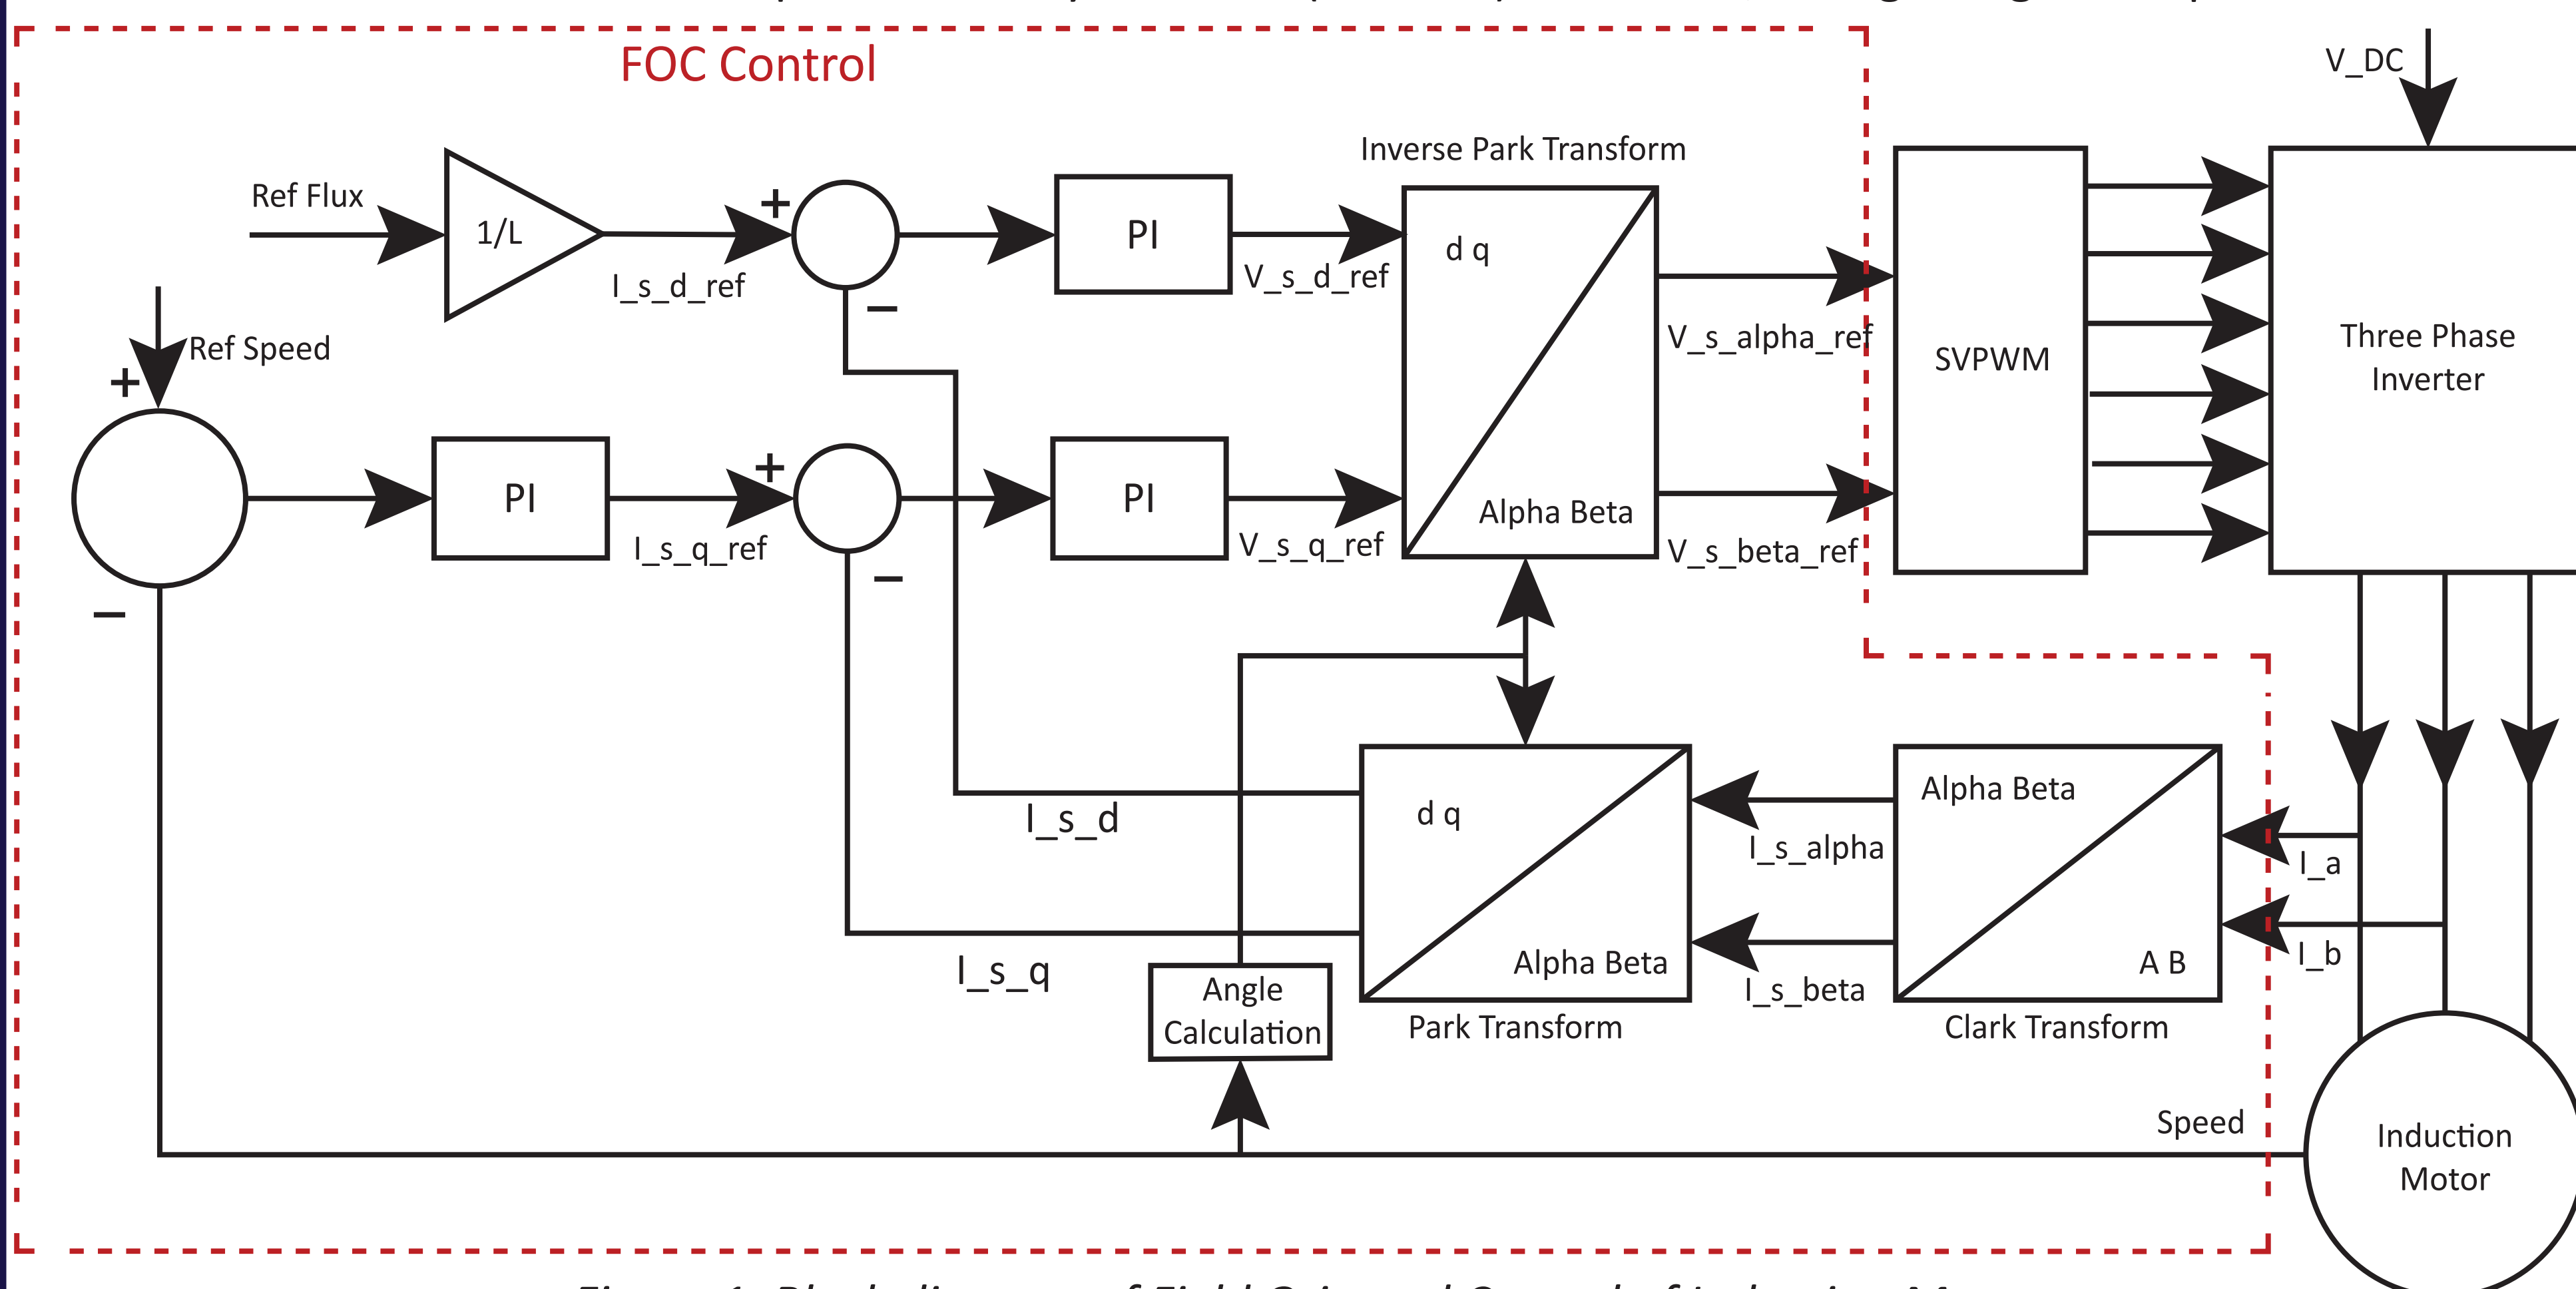 FOC Control
V_DC
Inverse Park Transform
Ref Flux
1/L
+
I_s_d_ref
−
PI
V_s_d_ref
d q
Alpha Beta
V_s_alpha_ref
V_s_beta_ref
SVPWM
Three Phase
Inverter
Ref Speed
+
−
PI
+
I_s_q_ref
−
PI
V_s_q_ref
I_s_d
I_s_q
d q
Alpha Beta
Park Transform
I_s_alpha
I_s_beta
Alpha Beta
A B
Clark Transform
I_a
I_b
Angle
Calculation
Speed
Induction
Motor